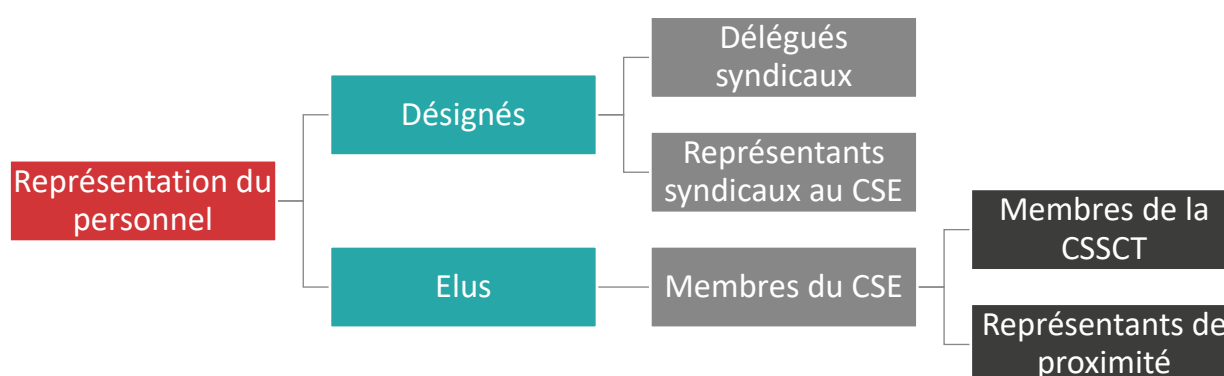 Représentation du
personnel
Désignés
Délégués
syndicaux
Représentants
syndicaux au CSE
Elus
Membres du CSE
Membres de la
CSSCT
Représentants de
proximité